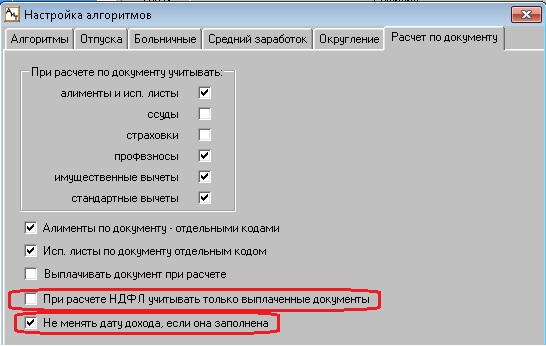 Настройка алгоритмов
Алгоритмы Отпуска Больничные Средний заработок Округление Расчет по документу
При расчете по документу учитывать:
алименты и исп. листы
ссуды
страховки
профвзносы
имущественные вычеты
стандартные вычеты
Алименты по документу - отдельными кодами
Исп. листы по документу отдельным кодом
Выплачивать документ при расчете
При расчете НДФЛ учитывать только выплаченные документы
Не менять дату дохода, если она заполнена